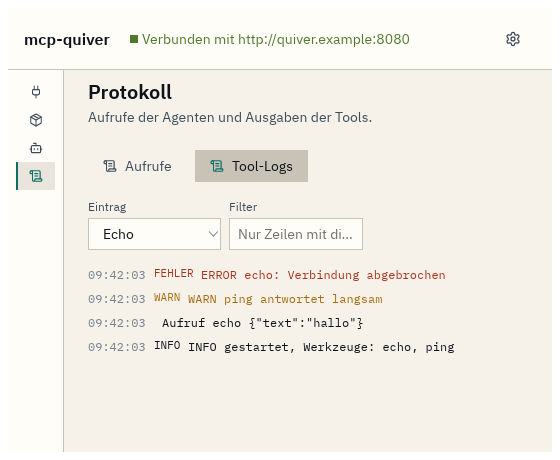 mcp-quiver
Verbunden mit http://quiver.example:8080
Protokoll
Aufrufe der Agenten und Ausgaben der Tools.
Aufrufe
Tool-Logs
Eintrag
Filter
Echo
Nur Zeilen mit di...
09:42:03 FEHLER ERROR echo: Verbindung abgebrochen
09:42:03 WARN WARN ping antwortet langsam
09:42:03 Aufruf echo {"text":"hallo"}
09:42:03 INFO INFO gestartet, Werkzeuge: echo, ping